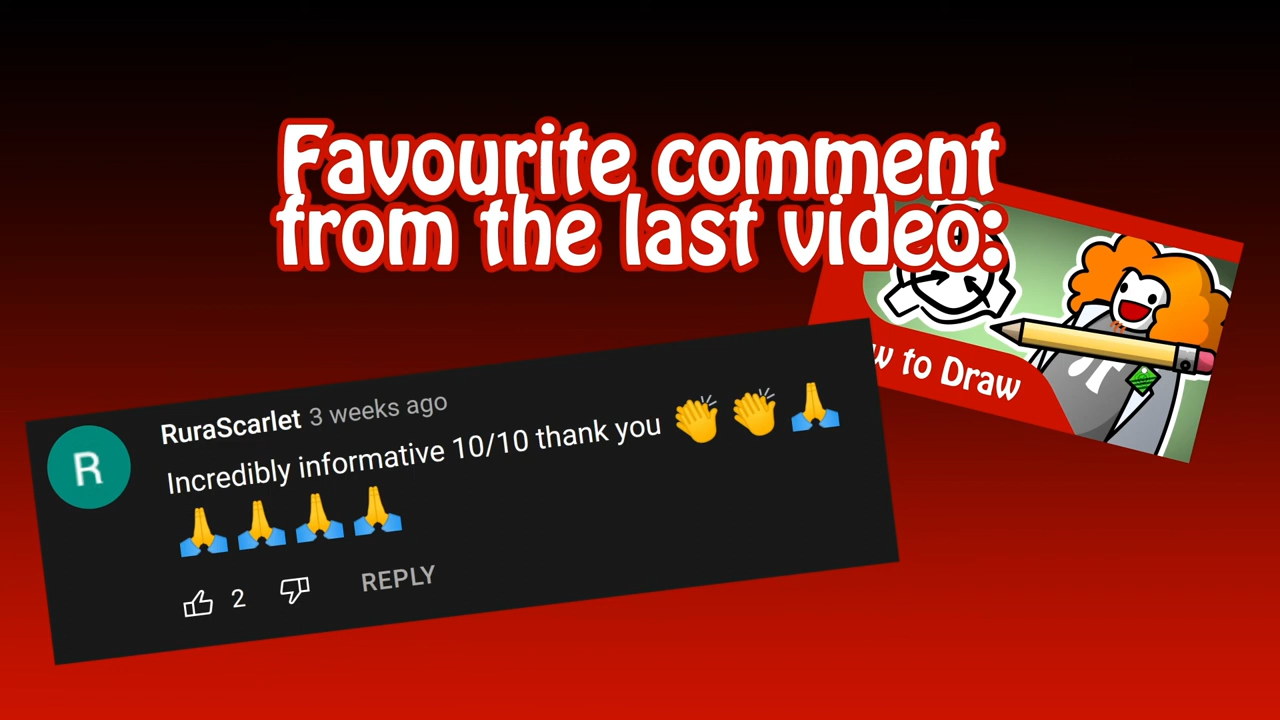 Favourite comment
from the last video:
w to Draw
RuraScarlet 3 weeks ago
Incredibly informative 10/10 thank you 👏 👏 🙏
🙏 🙏 🙏 🙏
2 REPLY
R